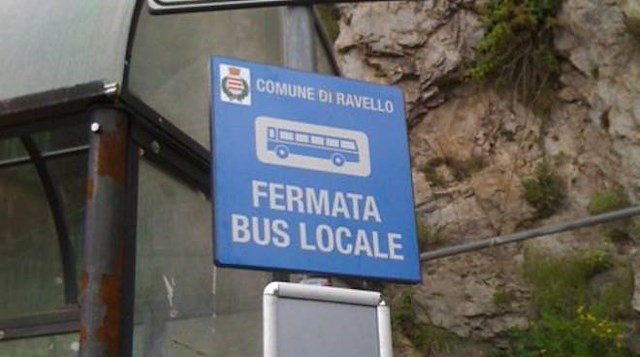 COMUNE DI RAVELLO
FERMATA
BUS LOCALE